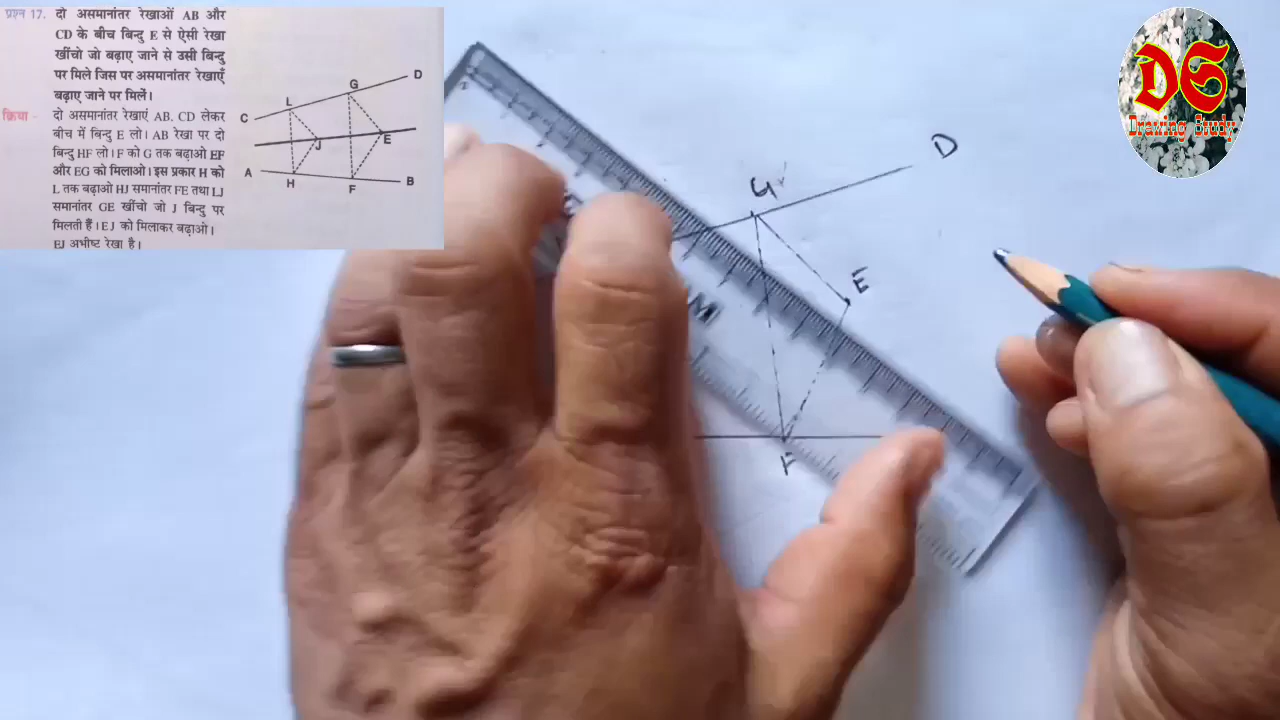 प्रश्न 17. दो असमानांतर रेखाओं AB और
CD के बीच बिन्दु E से ऐसी रेखा
खींचो जो बढ़ाए जाने से उसी बिन्दु
पर मिले जिस पर असमानांतर रेखाएँ
बढ़ाए जाने पर मिलें।
क्रिया - दो असमानांतर रेखाएं AB, CD लेकर
बीच में बिन्दु E लो। AB रेखा पर दो
बिन्दु HF लो। F को G तक बढ़ाओ EF
और EG को मिलाओ। इस प्रकार H को
L तक बढ़ाओ HJ समानांतर FE तथा LJ
समानांतर GE खींचो जो J बिन्दु पर
मिलती हैं। EJ को मिलाकर बढ़ाओ।
EJ अभीष्ट रेखा है।
D
G
L
C
E
J
A
H
F
B
DS
Drawing Study
D
G
E
F